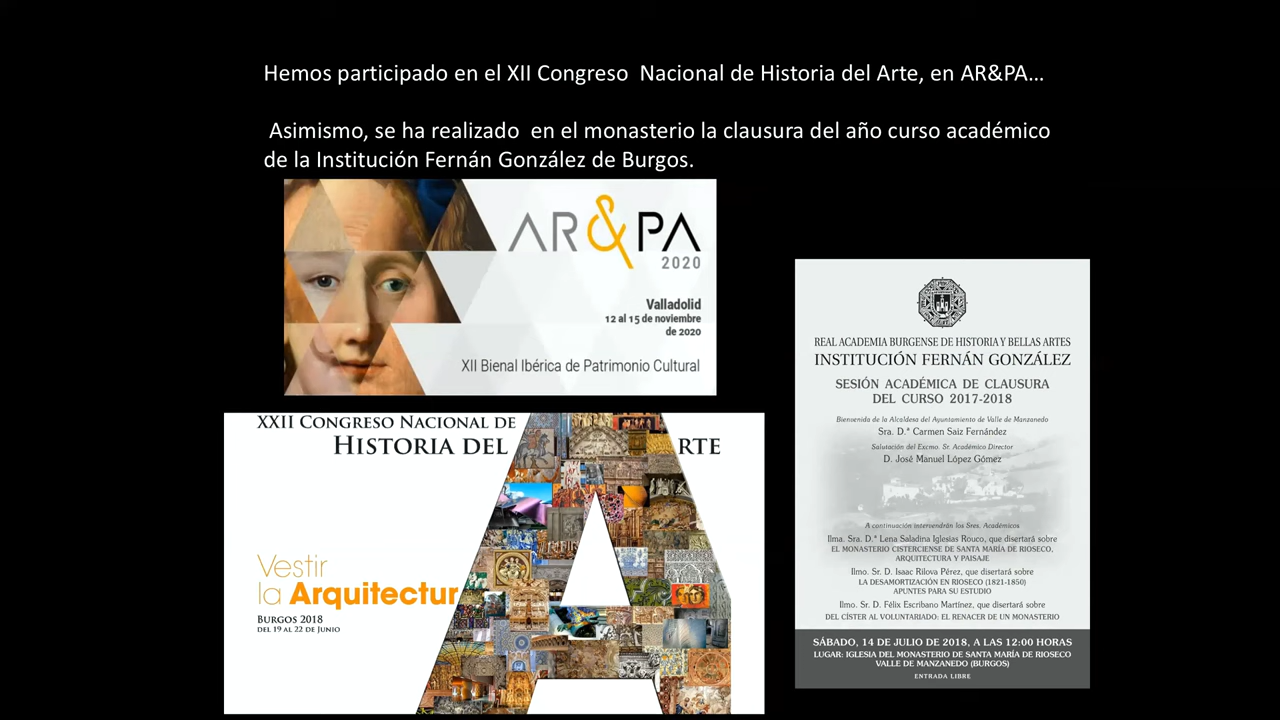 Hemos participado en el XII Congreso  Nacional de Historia del Arte, en AR&PA…
Asimismo, se ha realizado  en el monasterio la clausura del año curso académico
de la Institución Fernán González de Burgos.
AR&PA
2020
Valladolid
12 al 15 de noviembre
de 2020
XII Bienal Ibérica de Patrimonio Cultural
XXII Congreso Nacional de
Historia del A RTE
Vestir
la Arquitectur
Burgos 2018
del 19 al 22 de Junio
REAL ACADEMIA BURGENSE DE HISTORIA Y BELLAS ARTES
INSTITUCIÓN FERNÁN GONZÁLEZ
SESIÓN ACADÉMICA DE CLAUSURA
DEL CURSO 2017-2018
Bienvenida de la Alcaldesa del Ayuntamiento de Valle de Manzanedo
Sra. D.ª Carmen Saiz Fernández
Salutación del Excmo. Sr. Académico Director
D. José Manuel López Gómez
A continuación intervendrán los Sres. Académicos
Ilma. Sra. D.ª Lena Saladina Iglesias Rouco, que disertará sobre
EL MONASTERIO CISTERCIENSE DE SANTA MARÍA DE RIOSECO,
ARQUITECTURA Y PAISAJE
Ilmo. Sr. D. Isaac Rilova Pérez, que disertará sobre
LA DESAMORTIZACIÓN EN RIOSECO (1821-1850)
APUNTES PARA SU ESTUDIO
Ilmo. Sr. D. Félix Escribano Martínez, que disertará sobre
DEL CÍSTER AL VOLUNTARIADO: EL RENACER DE UN MONASTERIO
SÁBADO, 14 DE JULIO DE 2018, A LAS 12:00 HORAS
LUGAR: IGLESIA DEL MONASTERIO DE SANTA MARÍA DE RIOSECO
VALLE DE MANZANEDO (BURGOS)
ENTRADA LIBRE